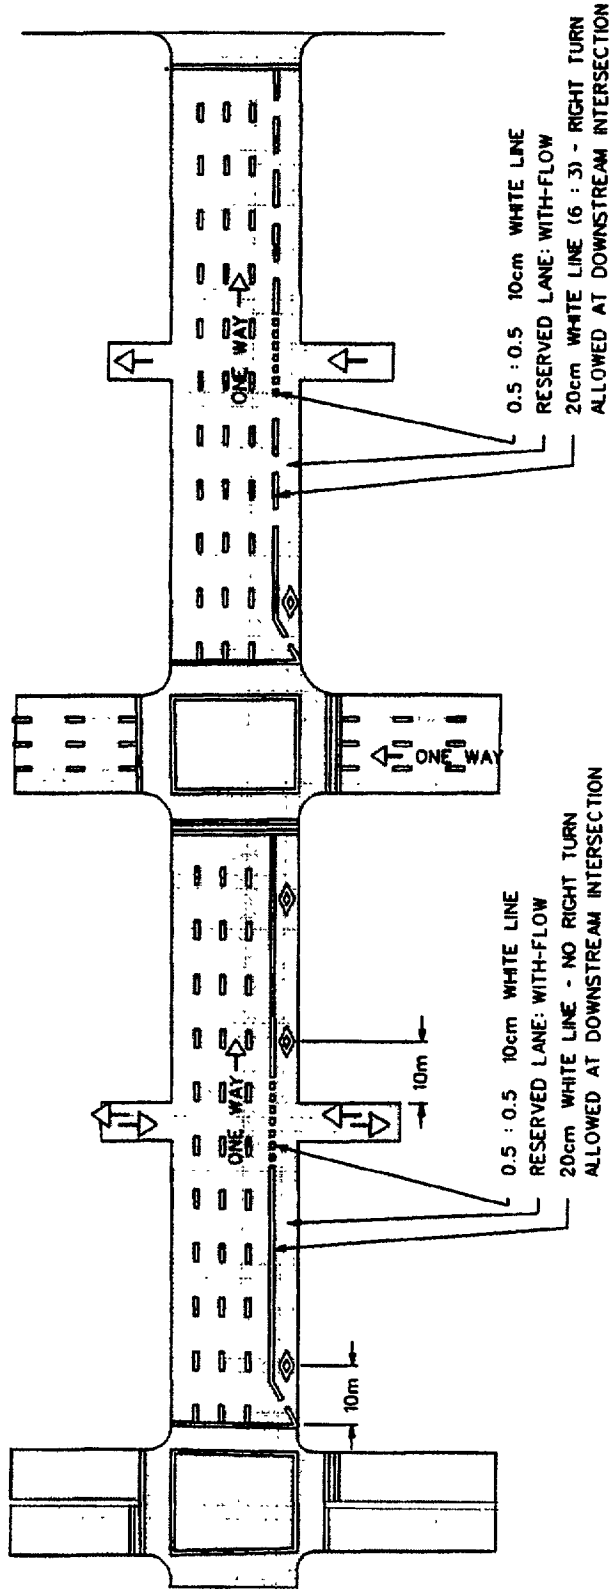 ONE WAY
10m
10m
0.5 : 0.5 10cm WHITE LINE
RESERVED LANE: WITH-FLOW
20cm WHITE LINE - NO RIGHT TURN
ALLOWED AT DOWNSTREAM INTERSECTION
ONE WAY
ONE WAY
0.5 : 0.5 10cm WHITE LINE
RESERVED LANE: WITH-FLOW
20cm WHITE LINE (6 : 3) - RIGHT TURN
ALLOWED AT DOWNSTREAM INTERSECTION